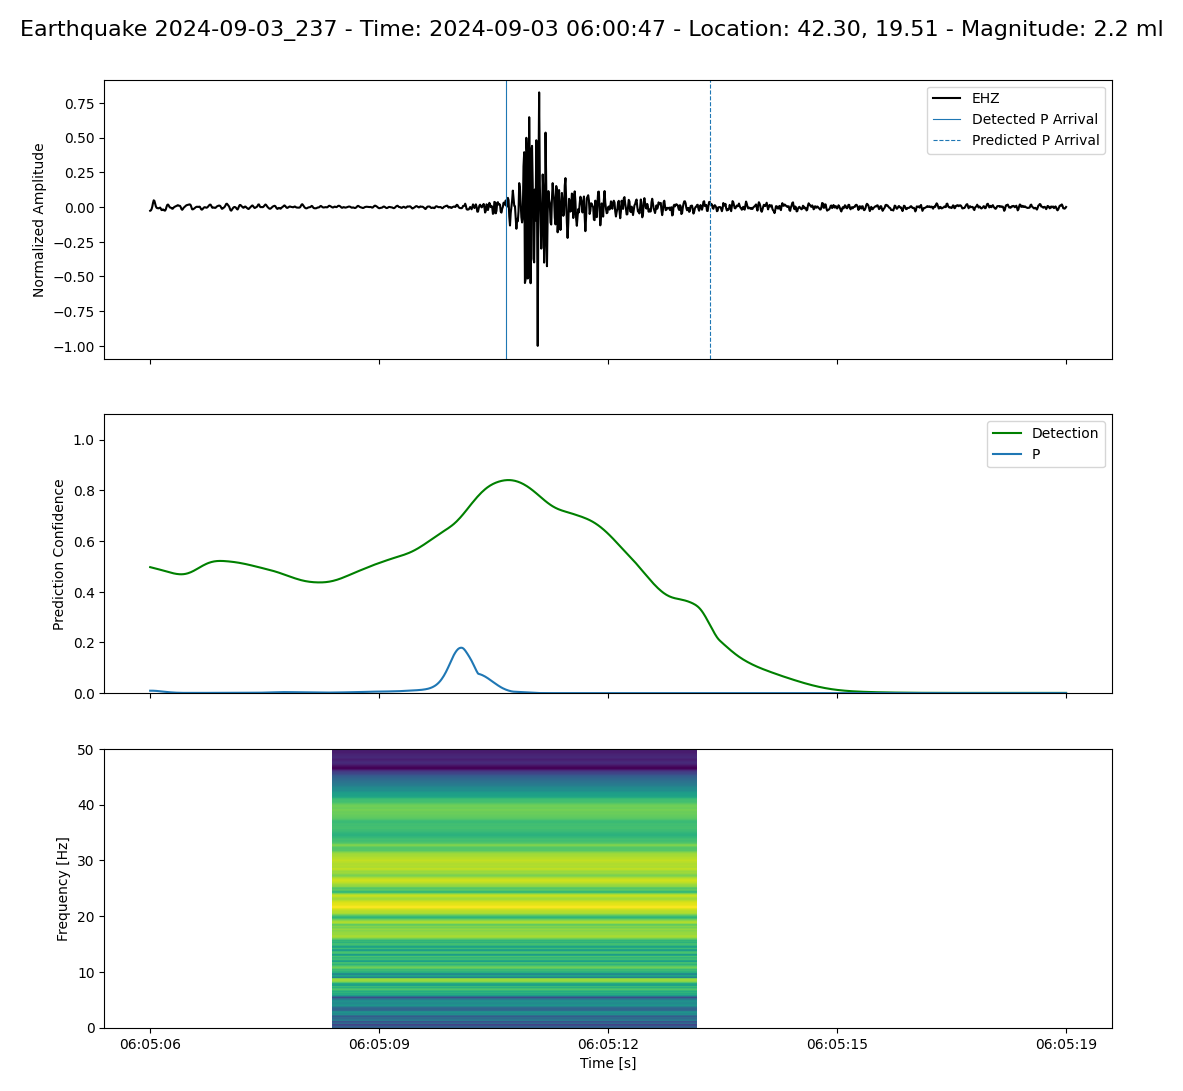 Earthquake 2024-09-03_237 - Time: 2024-09-03 06:00:47 - Location: 42.30, 19.51 - Magnitude: 2.2 ml
EHZ
Detected P Arrival
Predicted P Arrival
Normalized Amplitude
0.75
0.50
0.25
0.00
−0.25
−0.50
−0.75
−1.00
Detection
P
Prediction Confidence
1.0
0.8
0.6
0.4
0.2
0.0
Frequency [Hz]
50
40
30
20
10
0
06:05:06 06:05:09 06:05:12 06:05:15 06:05:19
Time [s]